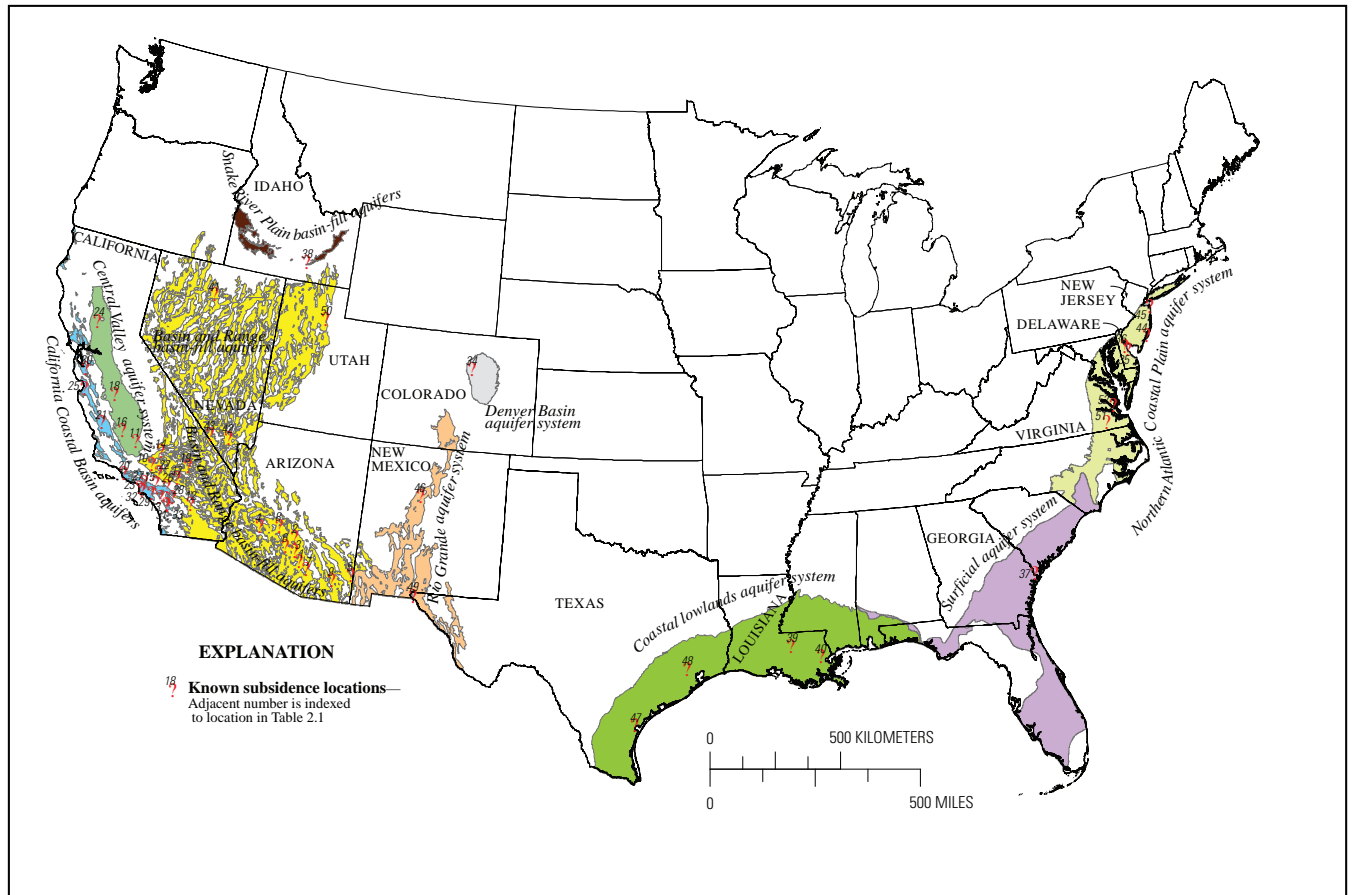 IDAHO
Snake River Plain basin-fill aquifers
38
CALIFORNIA
Central Valley aquifer system
24
18
16
11
25
California Coastal Basin aquifers
Basin and Range
basin-fill aquifers
NEVADA
50
UTAH
34
COLORADO
Denver Basin
aquifer system
ARIZONA
NEW
MEXICO
46
49
Rio Grande aquifer system
Basin and Range basin-fill aquifers
32
TEXAS
Coastal lowlands aquifer system
LOUISIANA
39
40
48
47
GEORGIA
Surficial aquifer system
37
NEW
JERSEY
45
44
DELAWARE
VIRGINIA
51
Northern Atlantic Coastal Plain aquifer system
EXPLANATION
18
? Known subsidence locations—
Adjacent number is indexed
to location in Table 2.1
0 500 KILOMETERS
0 500 MILES